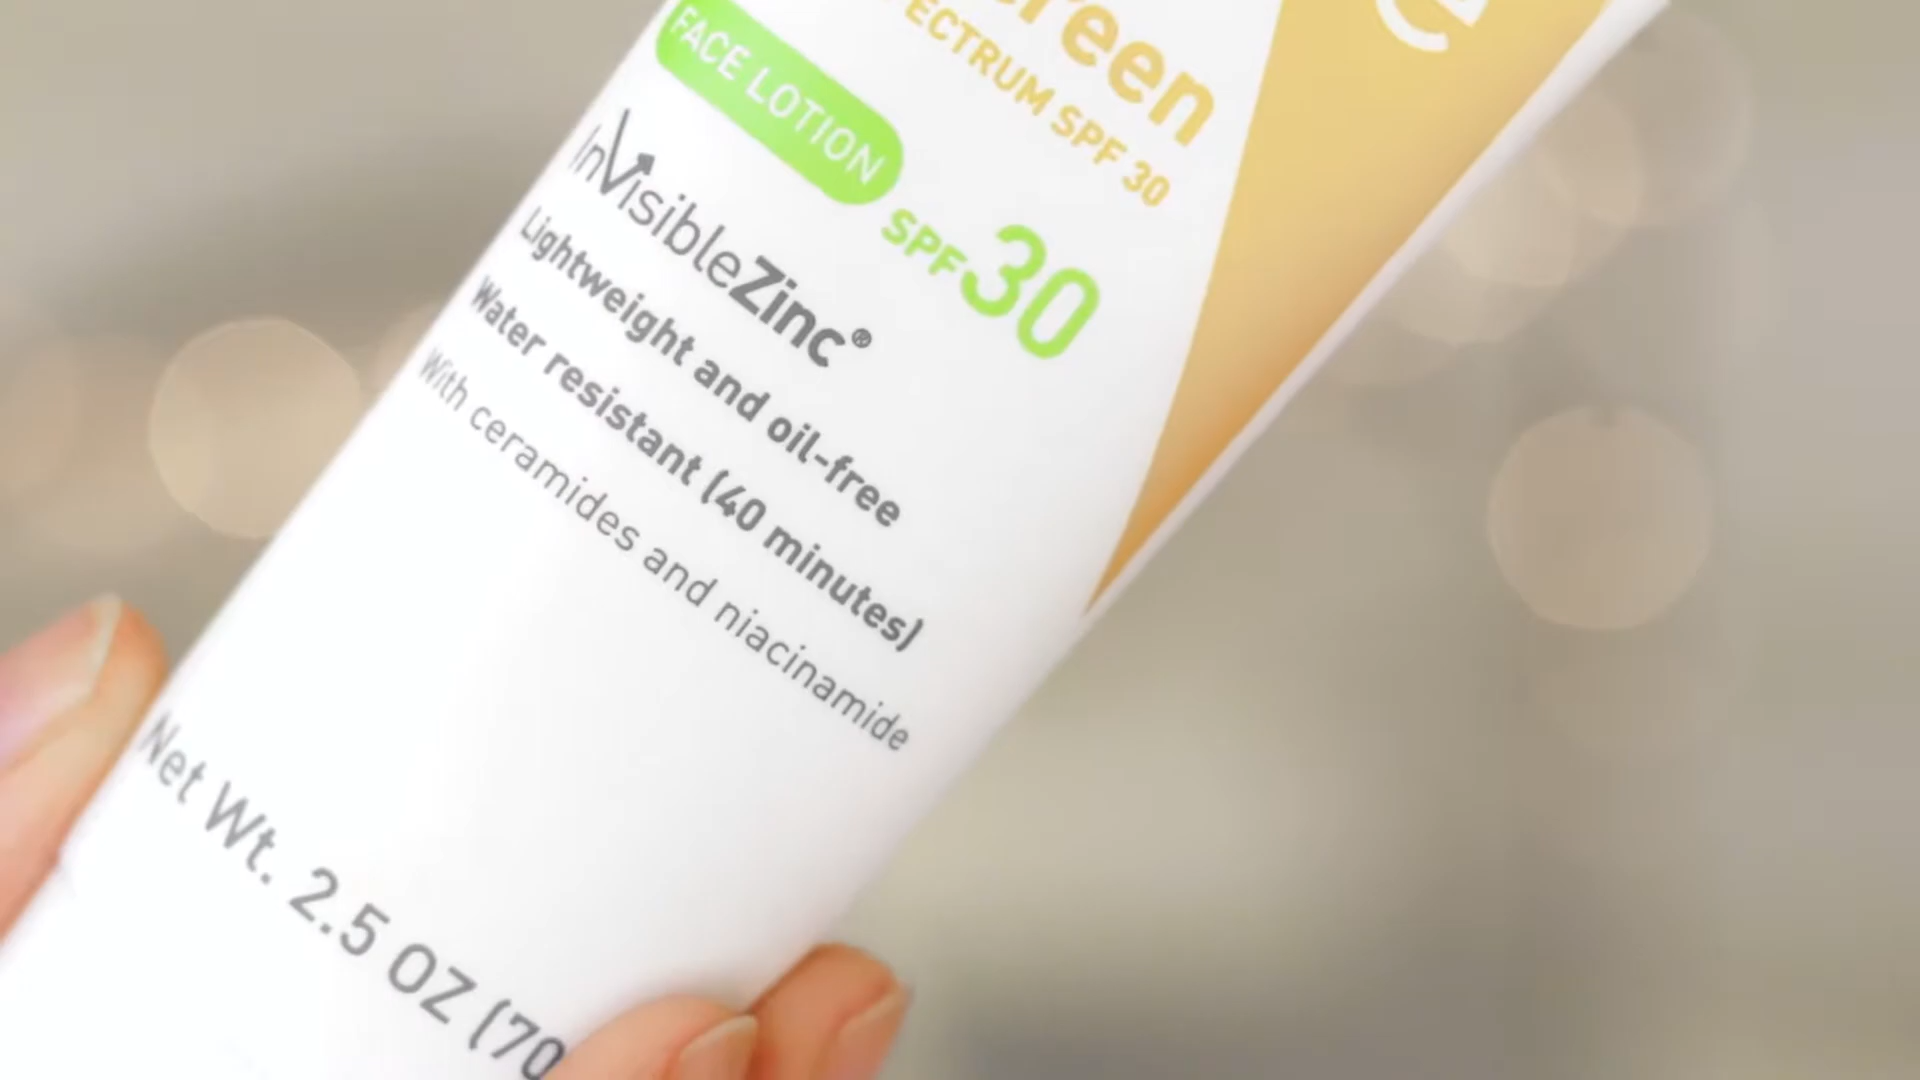 e
reen
PECTRUM SPF 30
FACE LOTION
SPF 30
InVisibleZinc®
Lightweight and oil-free
Water resistant (40 minutes)
With ceramides and niacinamide
Net Wt. 2.5 OZ (70